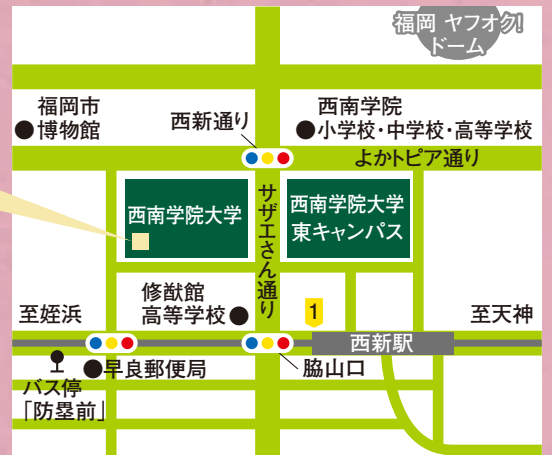 福岡 ヤフオク!
ドーム
福岡市
●博物館
西新通り
西南学院
●小学校・中学校・高等学校
よかトピア通り
西南学院大学
サザエさん通り
西南学院大学
東キャンパス
修猷館
高等学校●
1
至姪浜
至天神
西新駅
●早良郵便局
脇山口
バス停
「防塁前」